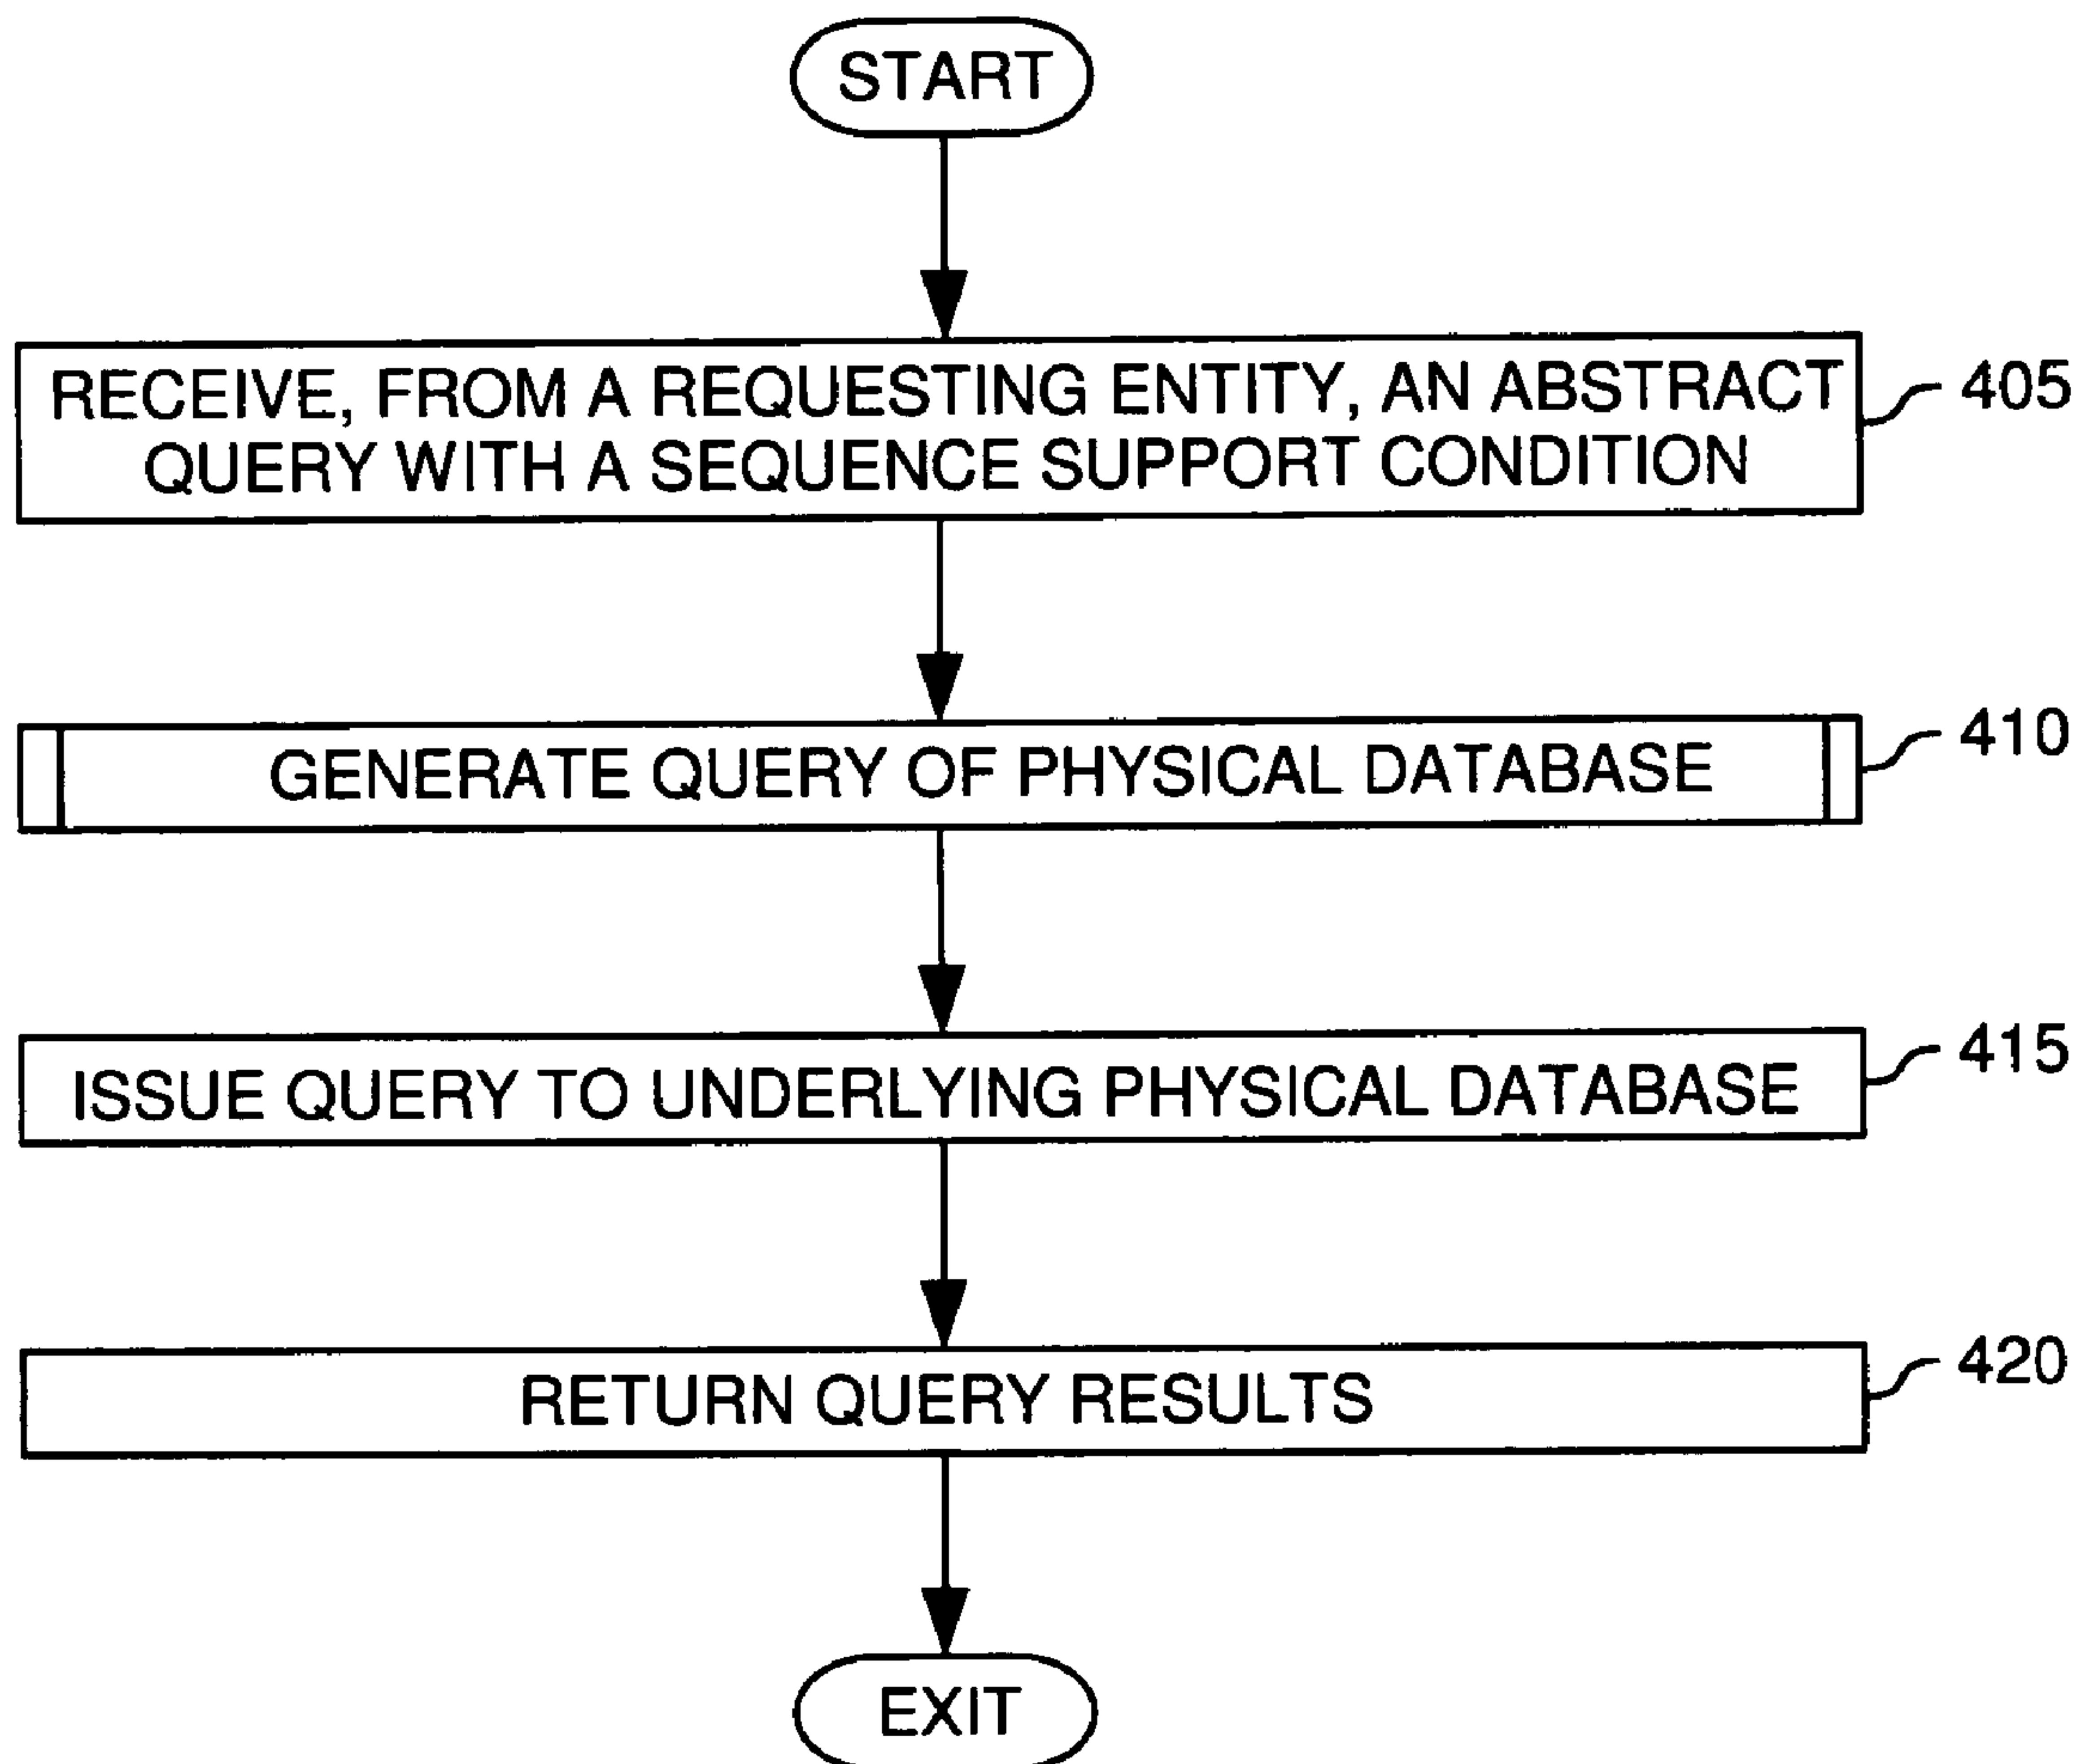 START
RECEIVE, FROM A REQUESTING ENTITY, AN ABSTRACT
QUERY WITH A SEQUENCE SUPPORT CONDITION
405
GENERATE QUERY OF PHYSICAL DATABASE
410
ISSUE QUERY TO UNDERLYING PHYSICAL DATABASE
415
RETURN QUERY RESULTS
420
EXIT